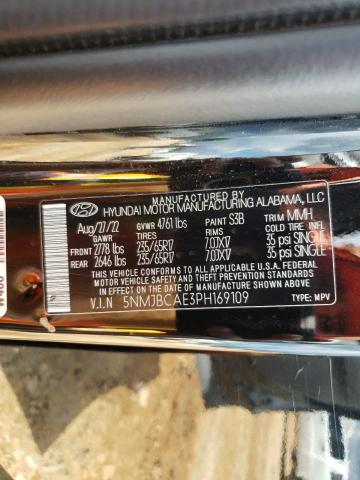 HYUNDAI MOTOR MANUFACTURING ALABAMA, LLC
Aug/27/22 GVWR 4761 lbs PAINT S3B TRIM MMH
GAWR TIRES RIMS COLD TIRE INF.
FRONT 2778 lbs 235/65R17 7.0JX17 35 psi SINGLE
REAR 2646 lbs 235/65R17 7.0JX17 35 psi SINGLE
THIS VEHICLE CONFORMS TO ALL APPLICABLE
U.S. FEDERAL MOTOR VEHICLE SAFETY AND
THEFT PREVENTION STANDARDS IN EFFECT ON THE
DATE OF MANUFACTURE SHOWN ABOVE.
V.I.N 5NMJBCAE3PH169109 TYPE: MPV